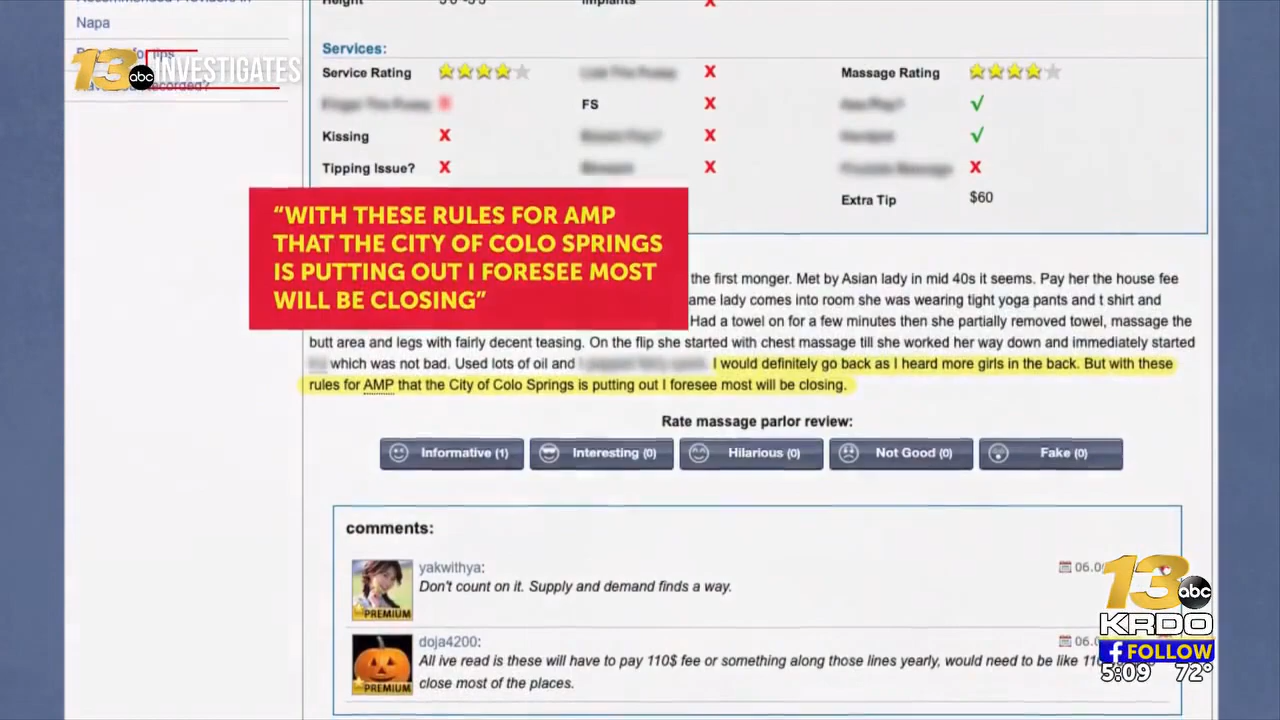 Napa
13 abc INVESTIGATES
Height
Implants
X
Services:
Service Rating
X
Massage Rating
X
FS
X
√
Kissing
X
X
√
Tipping Issue?
X
X
X
Extra Tip
$60
"WITH THESE RULES FOR AMP
THAT THE CITY OF COLO SPRINGS
IS PUTTING OUT I FORESEE MOST
WILL BE CLOSING"
the first monger. Met by Asian lady in mid 40s it seems. Pay her the house fee
lady comes into room she was wearing tight yoga pants and t shirt and
Had a towel on for a few minutes then she partially removed towel, massage the
butt area and legs with fairly decent teasing. On the flip she started with chest massage till she worked her way down and immediately started
which was not bad. Used lots of oil and I would definitely go back as I heard more girls in the back. But with these
rules for AMP that the City of Colo Springs is putting out I foresee most will be closing.
Rate massage parlor review:
Informative (1)
Interesting (0)
Hilarious (0)
Not Good (0)
Fake (0)
comments:
yakwithya:
06.0
Don't count on it. Supply and demand finds a way.
PREMIUM
doja4200:
06.0
All ive read is these will have to pay 110$ fee or something along those lines yearly, would need to be like 110
close most of the places.
PREMIUM
13 abc
KRDO
f FOLLOW
5:09 72°